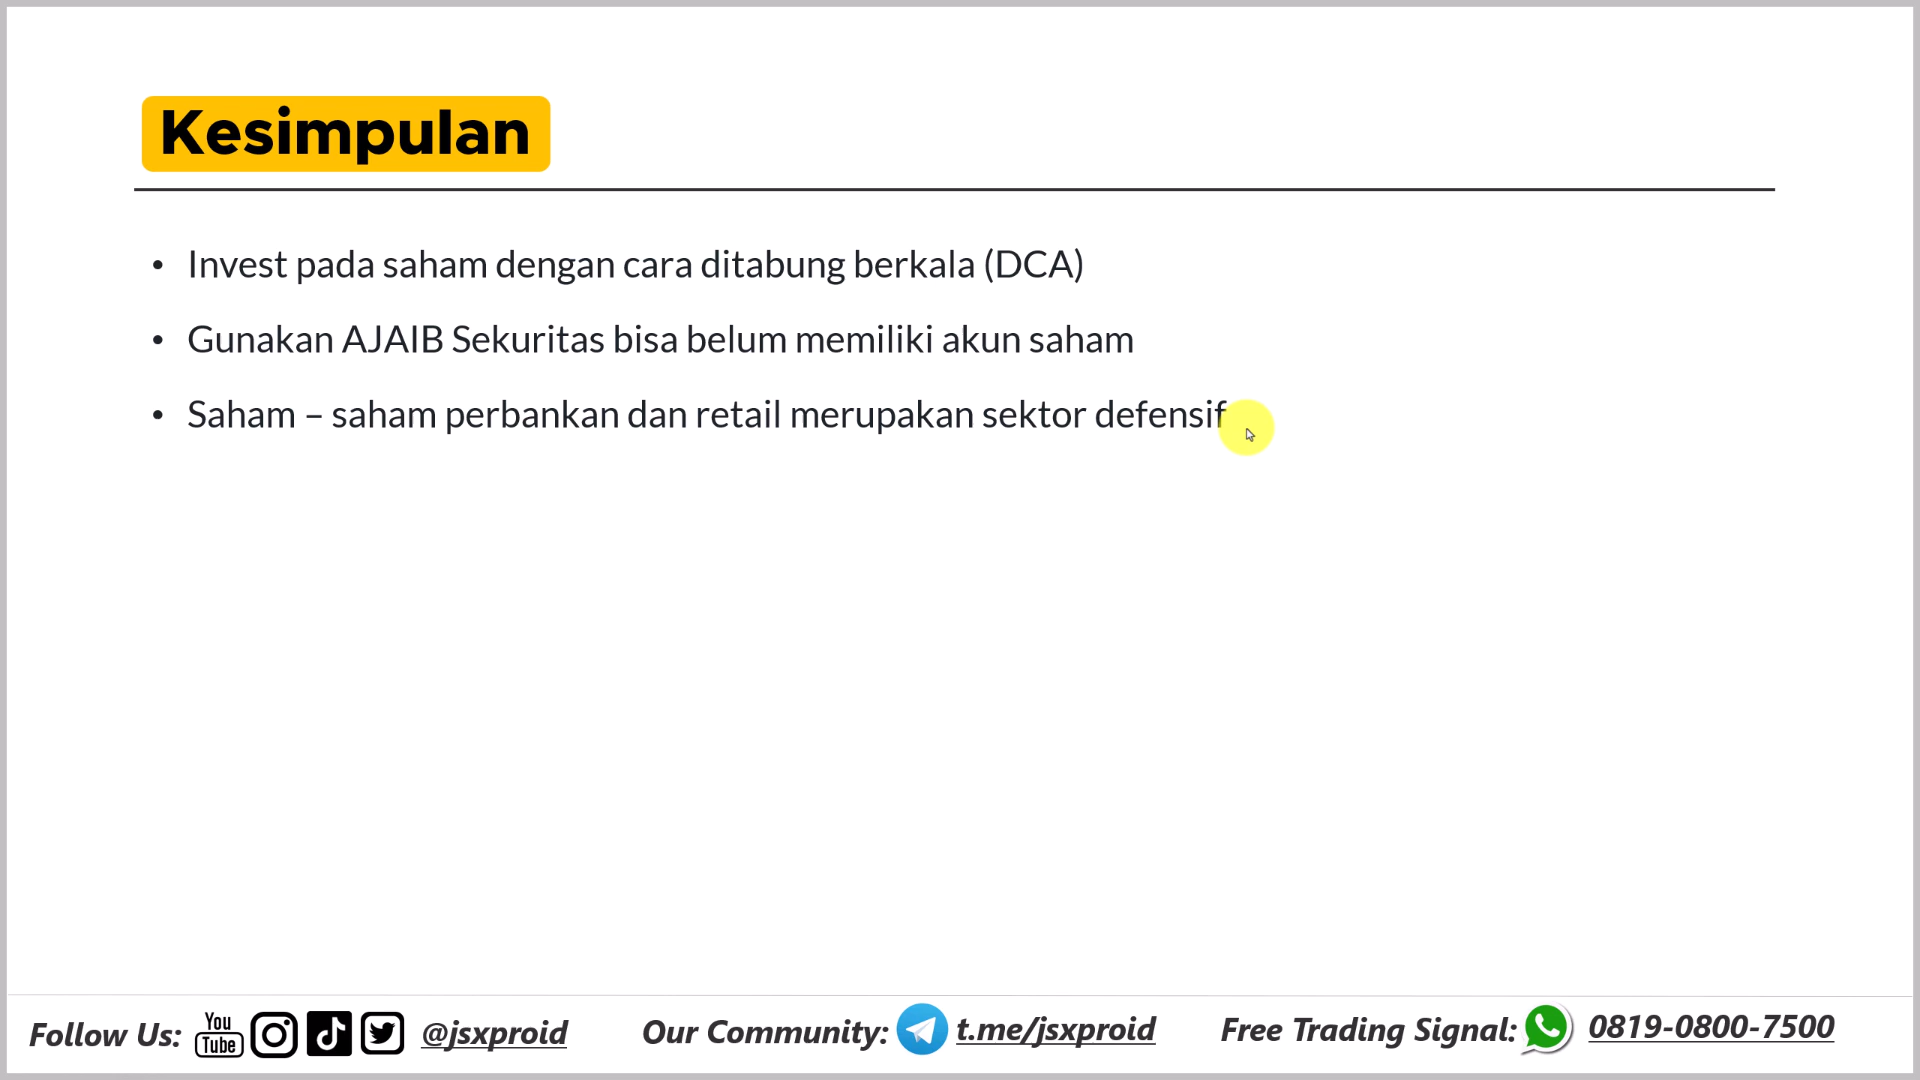 Kesimpulan
• Invest pada saham dengan cara ditabung berkala (DCA)
• Gunakan AJAIB Sekuritas bisa belum memiliki akun saham
• Saham – saham perbankan dan retail merupakan sektor defensif
Follow Us: You Tube @jsxproid Our Community: t.me/jsxproid Free Trading Signal: 0819-0800-7500